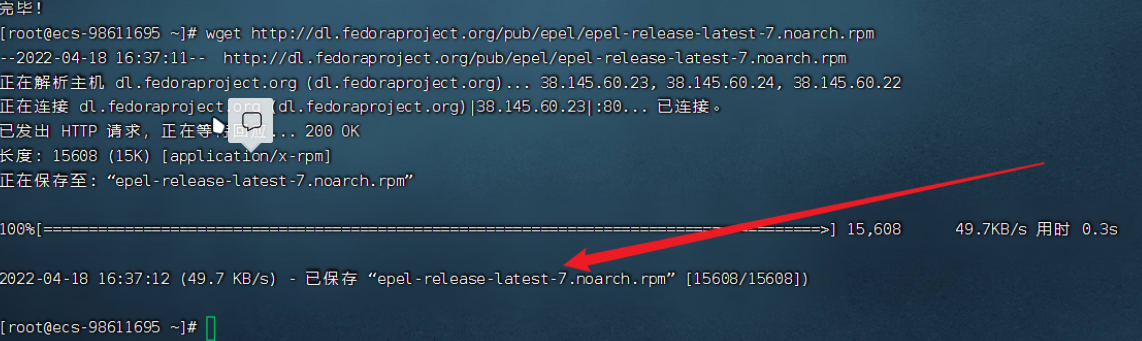 完毕！
[root@ecs-98611695 ~]# wget http://dl.fedoraproject.org/pub/epel/epel-release-latest-7.noarch.rpm
--2022-04-18 16:37:11-- http://dl.fedoraproject.org/pub/epel/epel-release-latest-7.noarch.rpm
正在解析主机 dl.fedoraproject.org (dl.fedoraproject.org)... 38.145.60.23, 38.145.60.24, 38.145.60.22
正在连接 dl.fedoraproject.org (dl.fedoraproject.org)|38.145.60.23|:80... 已连接。
已发出 HTTP 请求，正在等待回应... 200 OK
长度：15608 (15K) [application/x-rpm]
正在保存至: “epel-release-latest-7.noarch.rpm”
100%[======================================================================================>] 15,608 49.7KB/s 用时 0.3s
2022-04-18 16:37:12 (49.7 KB/s) - 已保存 “epel-release-latest-7.noarch.rpm” [15608/15608])
[root@ecs-98611695 ~]#